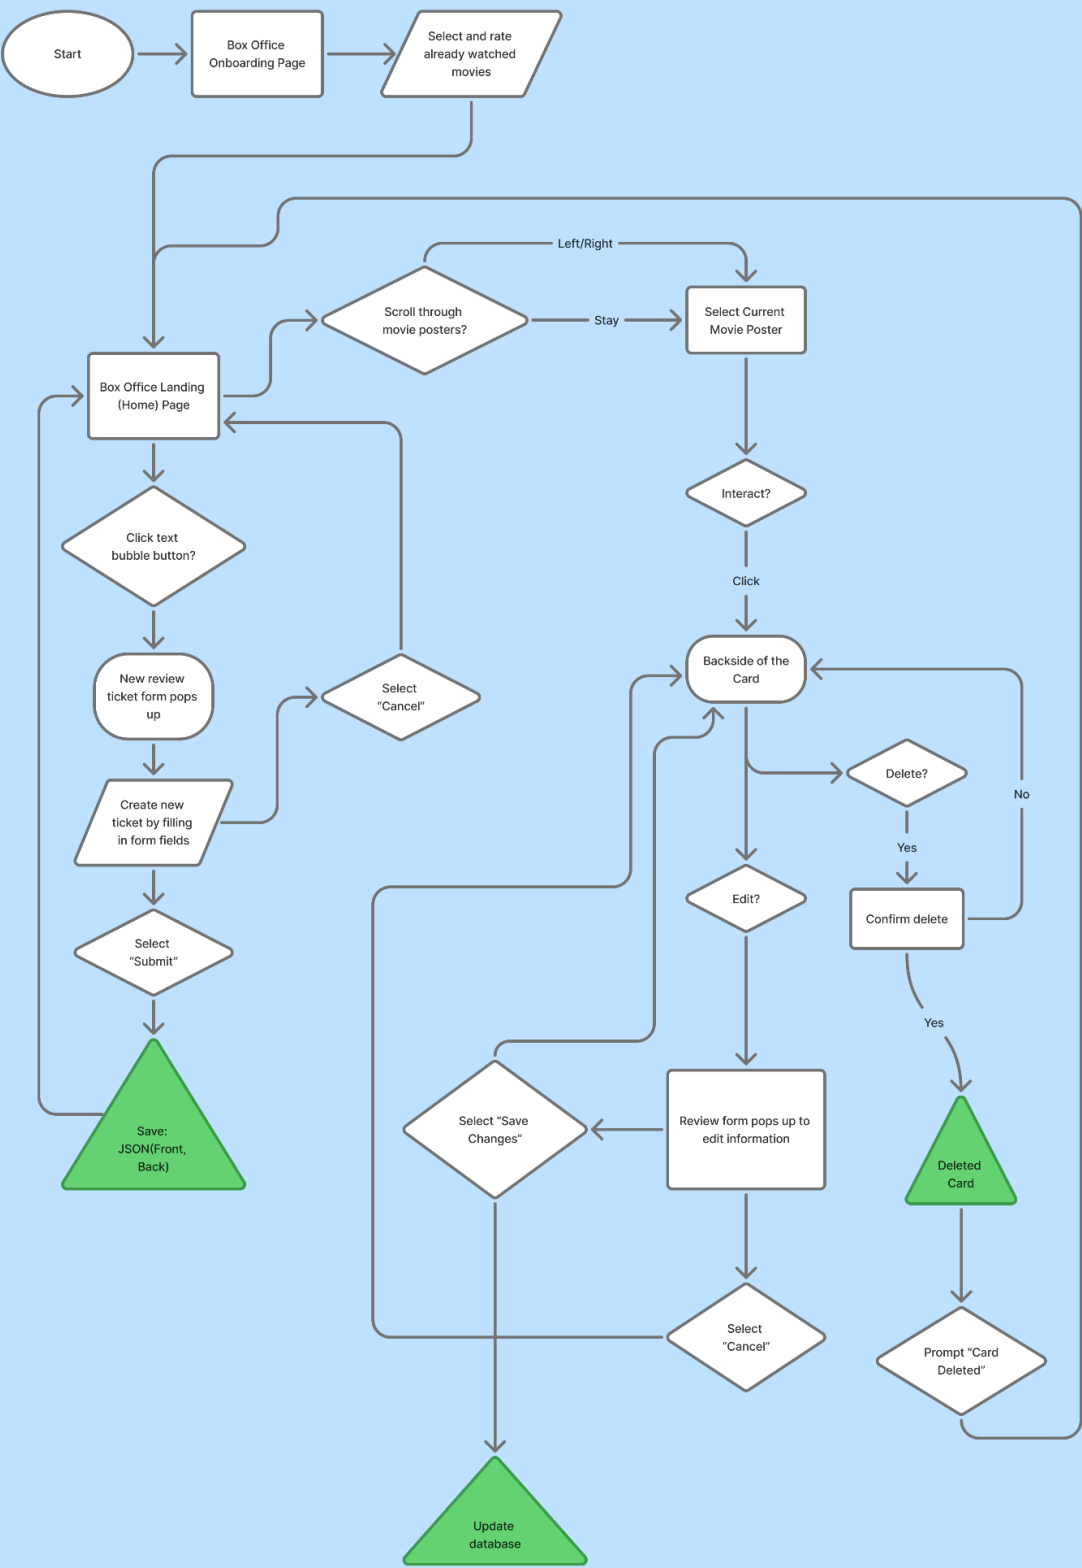 Start
Box Office
Onboarding Page
Select and rate
already watched
movies
Left/Right
Scroll through
movie posters?
Stay
Select Current
Movie Poster
Box Office Landing
(Home) Page
Interact?
Click text
bubble button?
Click
New review
ticket form pops
up
Select
“Cancel”
Backside of the
Card
Delete?
No
Create new
ticket by filling
in form fields
Yes
Edit?
Confirm delete
Select
“Submit”
Yes
Save:
JSON(Front,
Back)
Select “Save
Changes”
Review form pops up to
edit information
Deleted
Card
Select
“Cancel”
Prompt “Card
Deleted”
Update
database